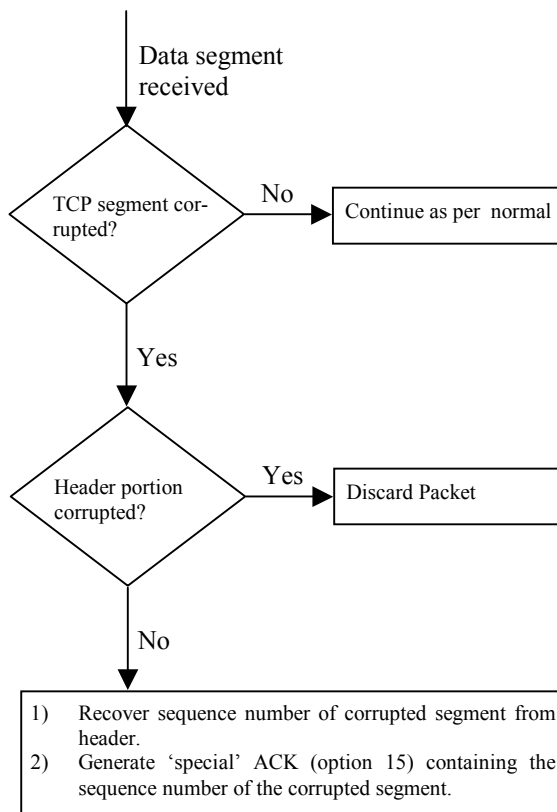 Data segment
received
TCP segment cor-
rupted?
No
Continue as per normal
Yes
Header portion
corrupted?
Yes
Discard Packet
No
1) Recover sequence number of corrupted segment from
header.
2) Generate ‘special’ ACK (option 15) containing the
sequence number of the corrupted segment.